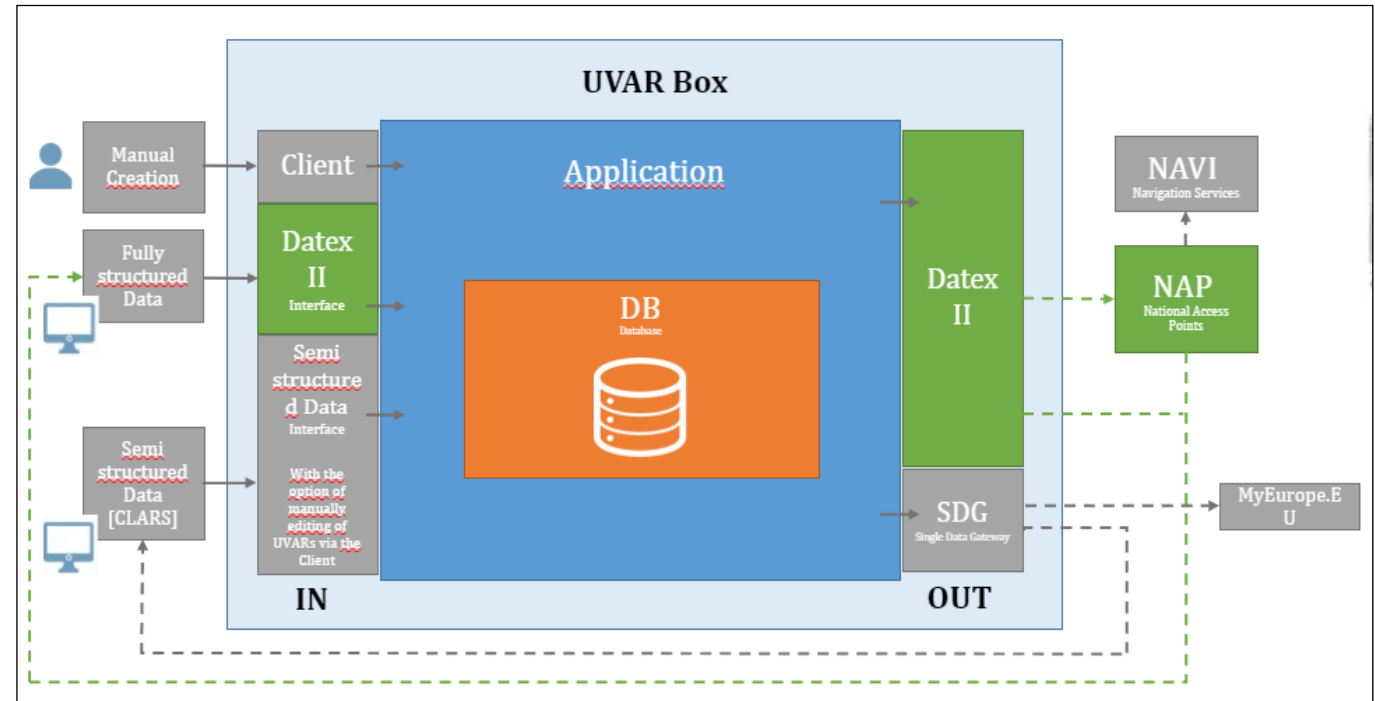 UVAR Box
Manual
Creation
Client
Application
NAVI
Navigation Services
Fully
structured
Data
Datex
II
Interface
DB
Database
Datex
II
NAP
National Access
Points
Semi
structure
d Data
Interface
With the
option of
manually
editing of
UVARs via the
Client
Semi
structured
Data
[CLARS]
SDG
Single Data Gateway
MyEurope.E
U
IN
OUT